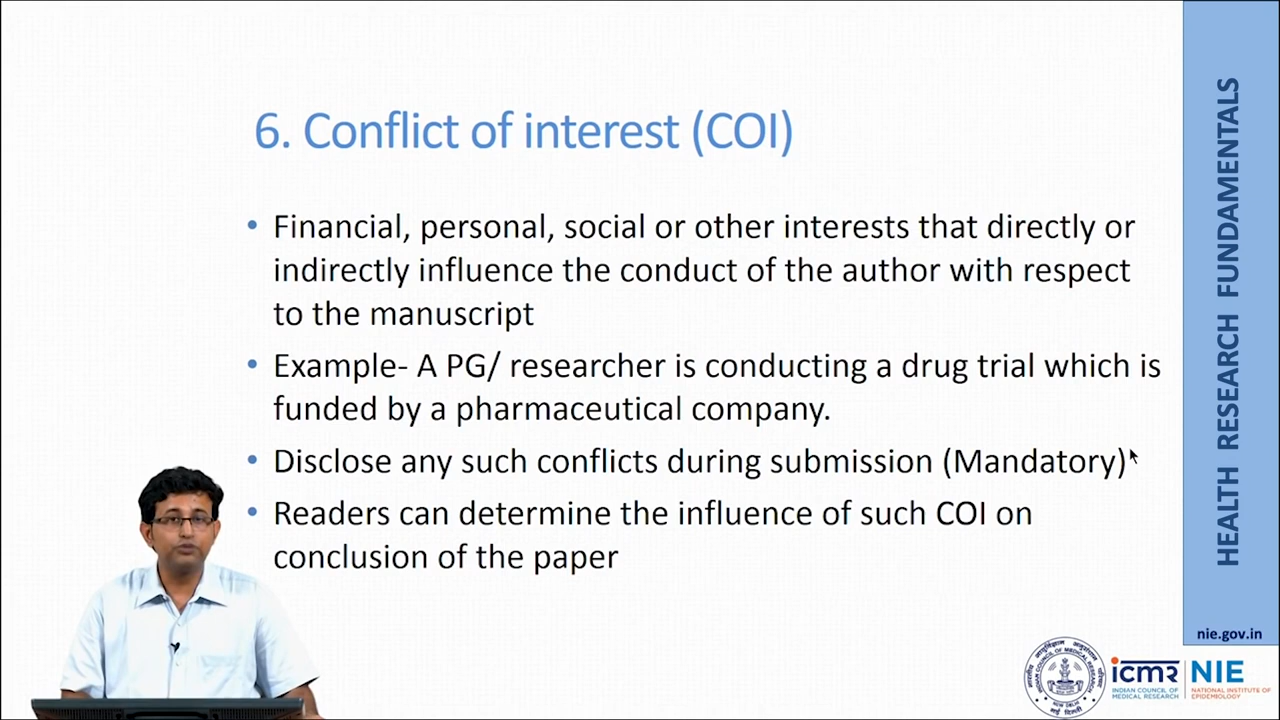 6. Conflict of interest (COI)
• Financial, personal, social or other interests that directly or
indirectly influence the conduct of the author with respect
to the manuscript
• Example- A PG/ researcher is conducting a drug trial which is
funded by a pharmaceutical company.
• Disclose any such conflicts during submission (Mandatory)
• Readers can determine the influence of such COI on
conclusion of the paper
HEALTH RESEARCH FUNDAMENTALS
nie.gov.in
icmr
INDIAN COUNCIL OF
MEDICAL RESEARCH
NIE
NATIONAL INSTITUTE OF
EPIDEMIOLOGY